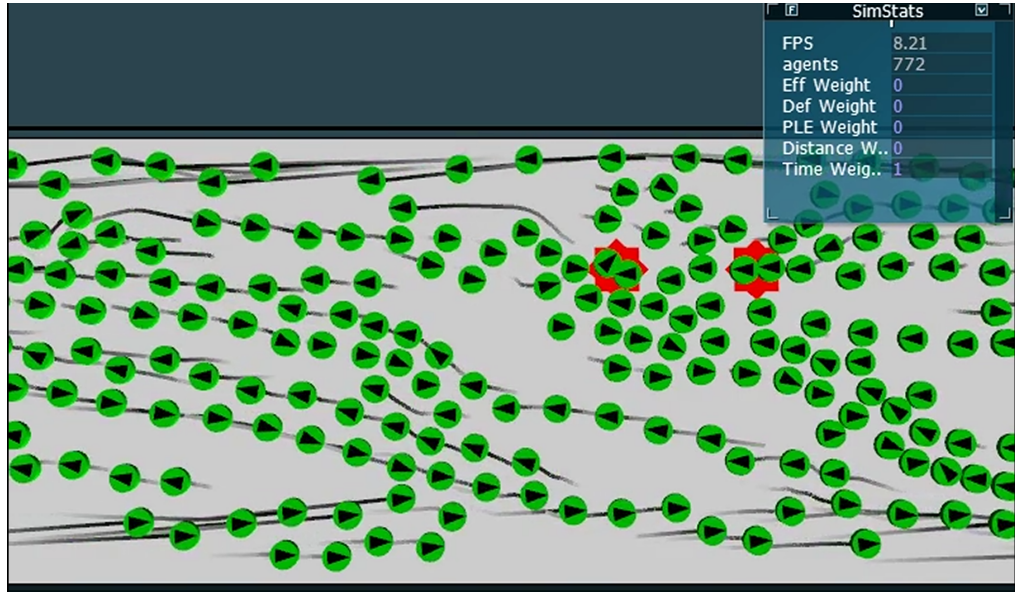 F SimStats v
FPS 8.21
agents 772
Eff Weight 0
Def Weight 0
PLE Weight 0
Distance W.. 0
Time Weig.. 1